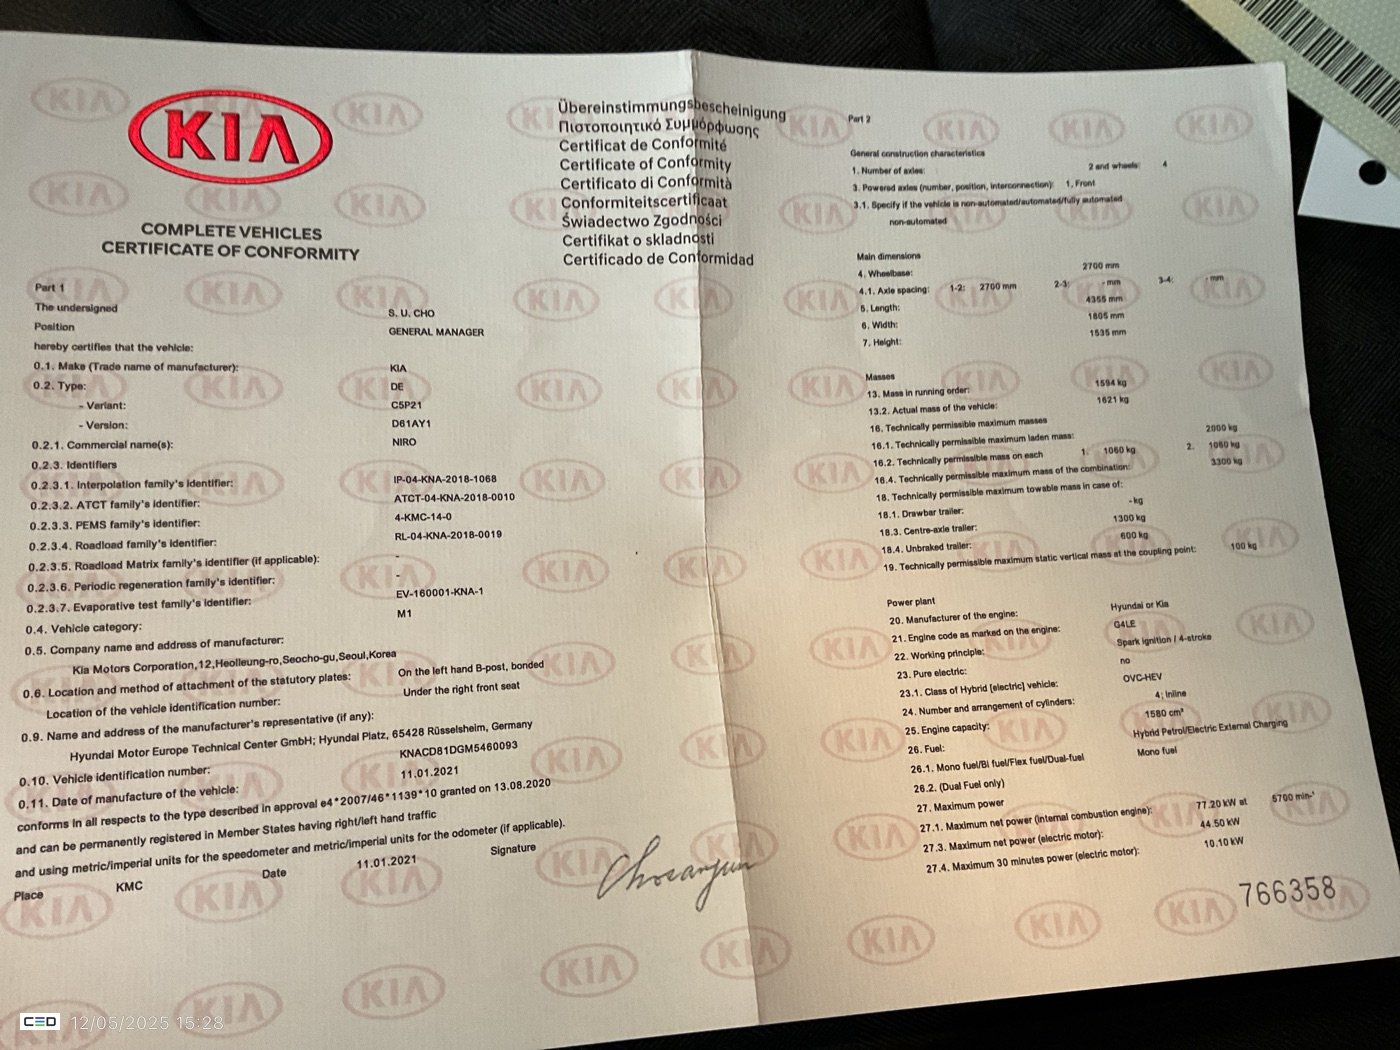 KIA
COMPLETE VEHICLES
CERTIFICATE OF CONFORMITY
Übereinstimmungsbescheinigung
Πιστοποιητικό Συμμόρφωσης
Certificat de Conformité
Certificate of Conformity
Certificato di Conformità
Conformiteitscertificaat
Świadectwo Zgodności
Certifikat o skladnosti
Certificado de Conformidad
Part 1
The undersigned S. U. CHO
Position GENERAL MANAGER
hereby certifies that the vehicle:
0.1. Make (Trade name of manufacturer): KIA
0.2. Type: DE
- Variant: C5P21
- Version: D61AY1
0.2.1. Commercial name(s): NIRO
0.2.3. Identifiers
0.2.3.1. Interpolation family's identifier: IP-04-KNA-2018-1068
0.2.3.2. ATCT family's identifier: ATCT-04-KNA-2018-0010
0.2.3.3. PEMS family's identifier: 4-KMC-14-0
0.2.3.4. Roadload family's identifier: RL-04-KNA-2018-0019
0.2.3.5. Roadload Matrix family's identifier (if applicable): -
0.2.3.6. Periodic regeneration family's identifier: -
0.2.3.7. Evaporative test family's identifier: EV-160001-KNA-1
0.4. Vehicle category: M1
0.5. Company name and address of manufacturer:
Kia Motors Corporation,12,Heolleung-ro,Seocho-gu,Seoul,Korea
0.6. Location and method of attachment of the statutory plates: On the left hand B-post, bonded
Location of the vehicle identification number: Under the right front seat
0.9. Name and address of the manufacturer's representative (if any):
Hyundai Motor Europe Technical Center GmbH; Hyundai Platz, 65428 Rüsselsheim, Germany
0.10. Vehicle identification number: KNACD81DGM5460093
0.11. Date of manufacture of the vehicle: 11.01.2021
conforms in all respects to the type described in approval e4*2007/46*1139*10 granted on 13.08.2020
and can be permanently registered in Member States having right/left hand traffic
and using metric/imperial units for the speedometer and metric/imperial units for the odometer (if applicable).
Place KMC Date 11.01.2021 Signature
Part 2
General construction characteristics
1. Number of axles: 2 and wheels: 4
3. Powered axles (number, position, interconnection): 1, Front
3.1. Specify if the vehicle is non-automated/automated/fully automated
non-automated
Main dimensions
4. Wheelbase: 2700 mm
4.1. Axle spacing: 1-2: 2700 mm 2-3: - mm 3-4: - mm
5. Length: 4355 mm
6. Width: 1805 mm
7. Height: 1535 mm
Masses
13. Mass in running order: 1594 kg
13.2. Actual mass of the vehicle: 1621 kg
16. Technically permissible maximum masses
16.1. Technically permissible maximum laden mass: 2000 kg
16.2. Technically permissible mass on each 1. 1060 kg 2. 1060 kg
16.4. Technically permissible maximum mass of the combination: 3300 kg
18. Technically permissible maximum towable mass in case of:
18.1. Drawbar trailer: - kg
18.3. Centre-axle trailer: 1300 kg
18.4. Unbraked trailer: 600 kg
19. Technically permissible maximum static vertical mass at the coupling point: 100 kg
Power plant
20. Manufacturer of the engine: Hyundai or Kia
21. Engine code as marked on the engine: G4LE
22. Working principle: Spark Ignition / 4-stroke
23. Pure electric: no
23.1. Class of Hybrid [electric] vehicle: OVC-HEV
24. Number and arrangement of cylinders: 4; Inline
25. Engine capacity: 1580 cm³
26. Fuel: Hybrid Petrol/Electric External Charging
26.1. Mono fuel/Bi fuel/Flex fuel/Dual-fuel Mono fuel
26.2. (Dual Fuel only)
27. Maximum power
27.1. Maximum net power (internal combustion engine): 77.20 kW at 5700 min-¹
27.3. Maximum net power (electric motor): 44.50 kW
27.4. Maximum 30 minutes power (electric motor): 10.10 kW
766358
CED 12/05/2025 15:28